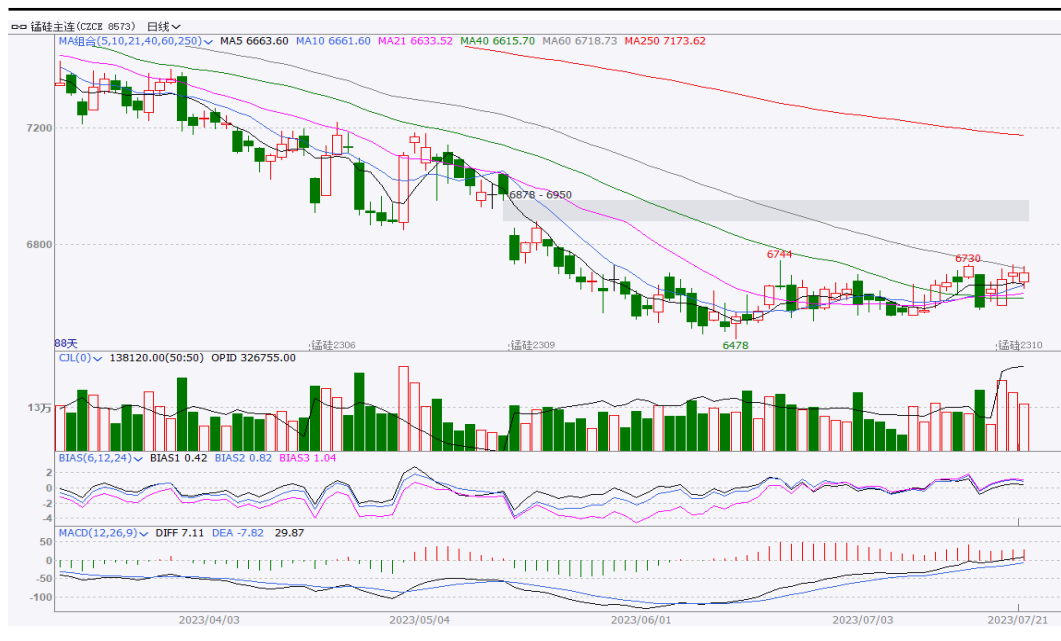 锰硅主连(CZCE 8573) 日线
MA组合(5,10,21,40,60,250) MA5 6663.60 MA10 6661.60 MA21 6633.52 MA40 6615.70 MA60 6718.73 MA250 7173.62
7200
6878 - 6950
6800
6744
6730
6478
88天
锰硅2306
锰硅2309
锰硅2310
CJL(0) 138120.00(50:50) OPID 326755.00
13万
BIAS(6,12,24) BIAS1 0.42 BIAS2 0.82 BIAS3 1.04
2
0
-2
-4
MACD(12,26,9) DIFF 7.11 DEA -7.82 29.87
50
0
-50
-100
2023/04/03 2023/05/04 2023/06/01 2023/07/03 2023/07/21